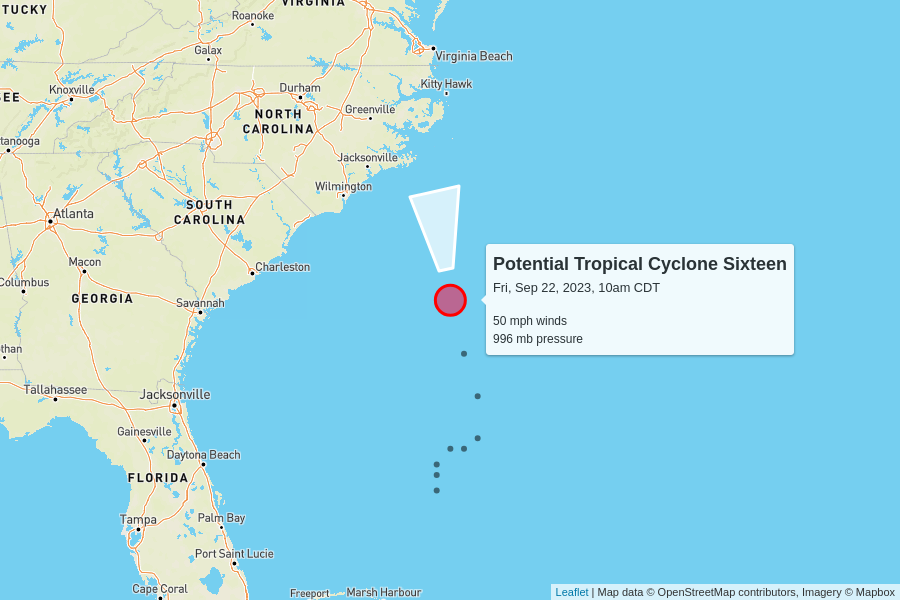 TUCKY
VIRGINIA
Roanoke
Galax
Virginia Beach
Knoxville
Durham
Kitty Hawk
SEE
Greenville
NORTH
CAROLINA
tanooga
Jacksonville
Wilmington
SOUTH
CAROLINA
Atlanta
Macon
Charleston
Columbus
GEORGIA
Savannah
Potential Tropical Cyclone Sixteen
Fri, Sep 22, 2023, 10am CDT
50 mph winds
996 mb pressure
than
Tallahassee
Jacksonville
Gainesville
Daytona Beach
FLORIDA
Tampa
Palm Bay
Port Saint Lucie
Cape Coral
Freeport
Marsh Harbour
Leaflet | Map data © OpenStreetMap contributors, Imagery © Mapbox